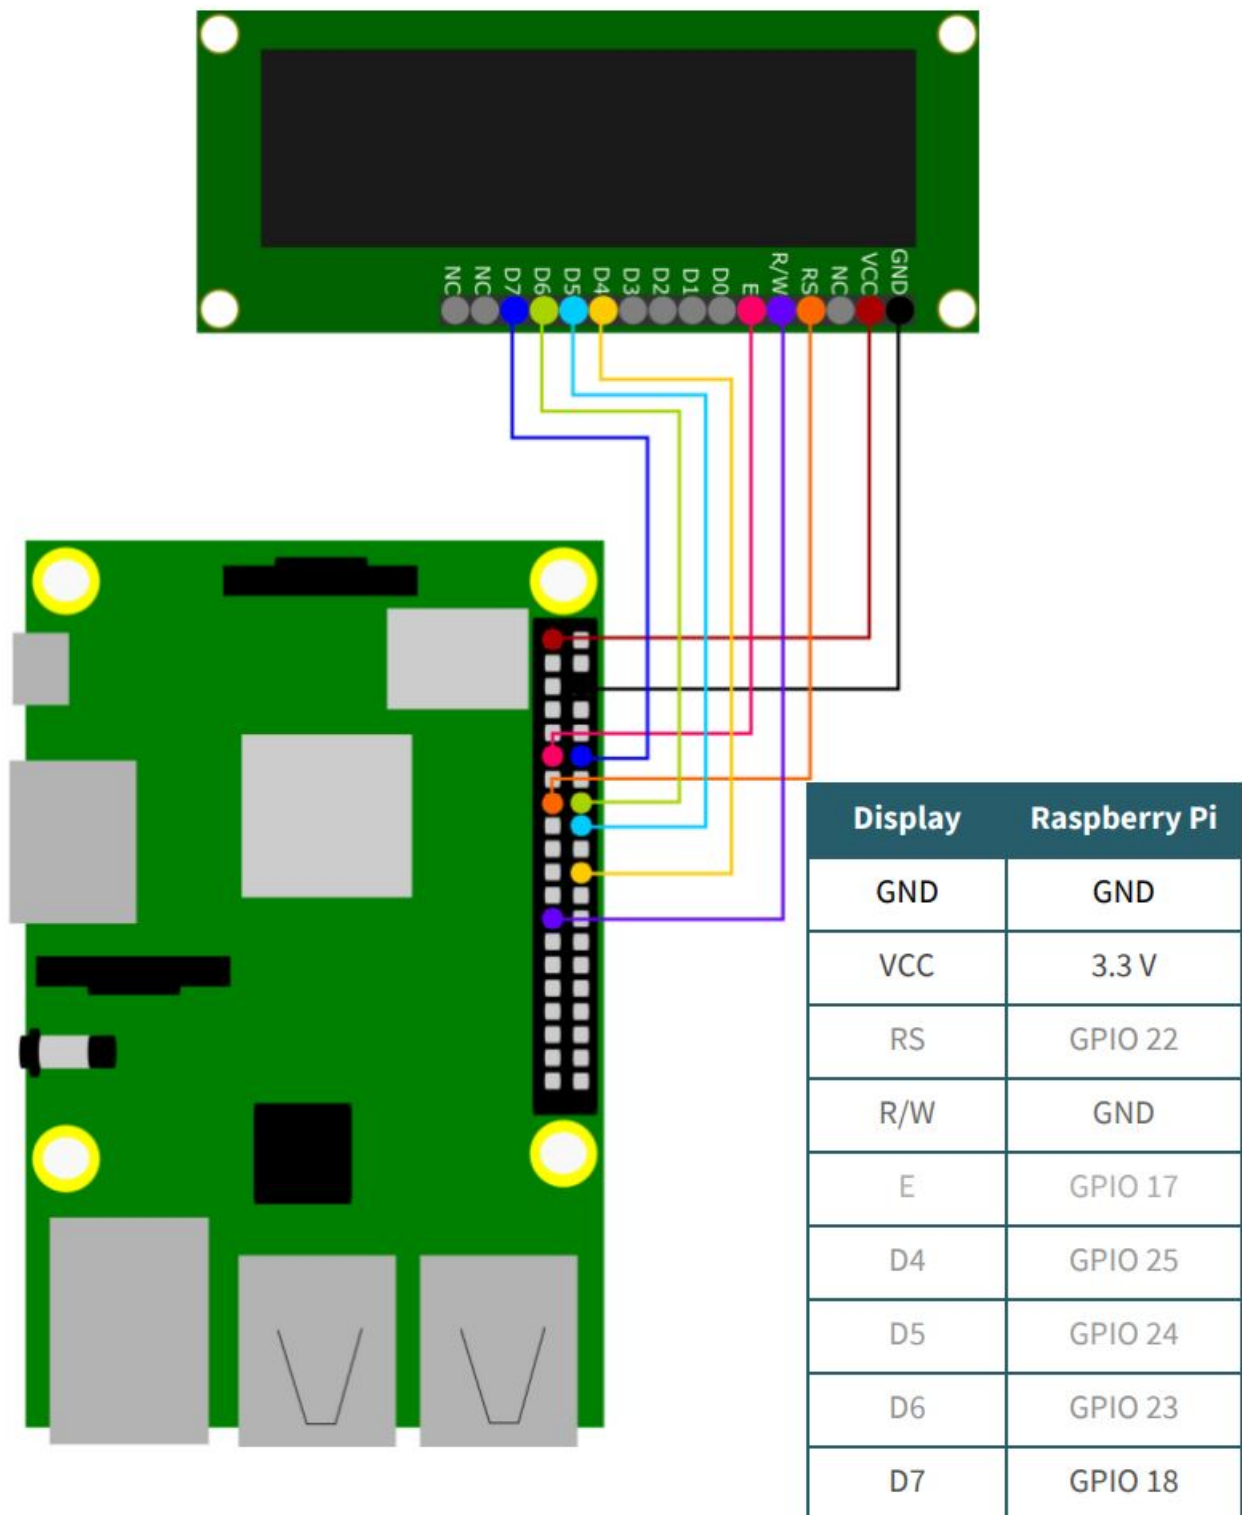 NC NC D7 D6 D5 D4 D3 D2 D1 D0 E R/W RS NC VCC GND
Display Raspberry Pi
GND GND
VCC 3.3 V
RS GPIO 22
R/W GND
E GPIO 17
D4 GPIO 25
D5 GPIO 24
D6 GPIO 23
D7 GPIO 18